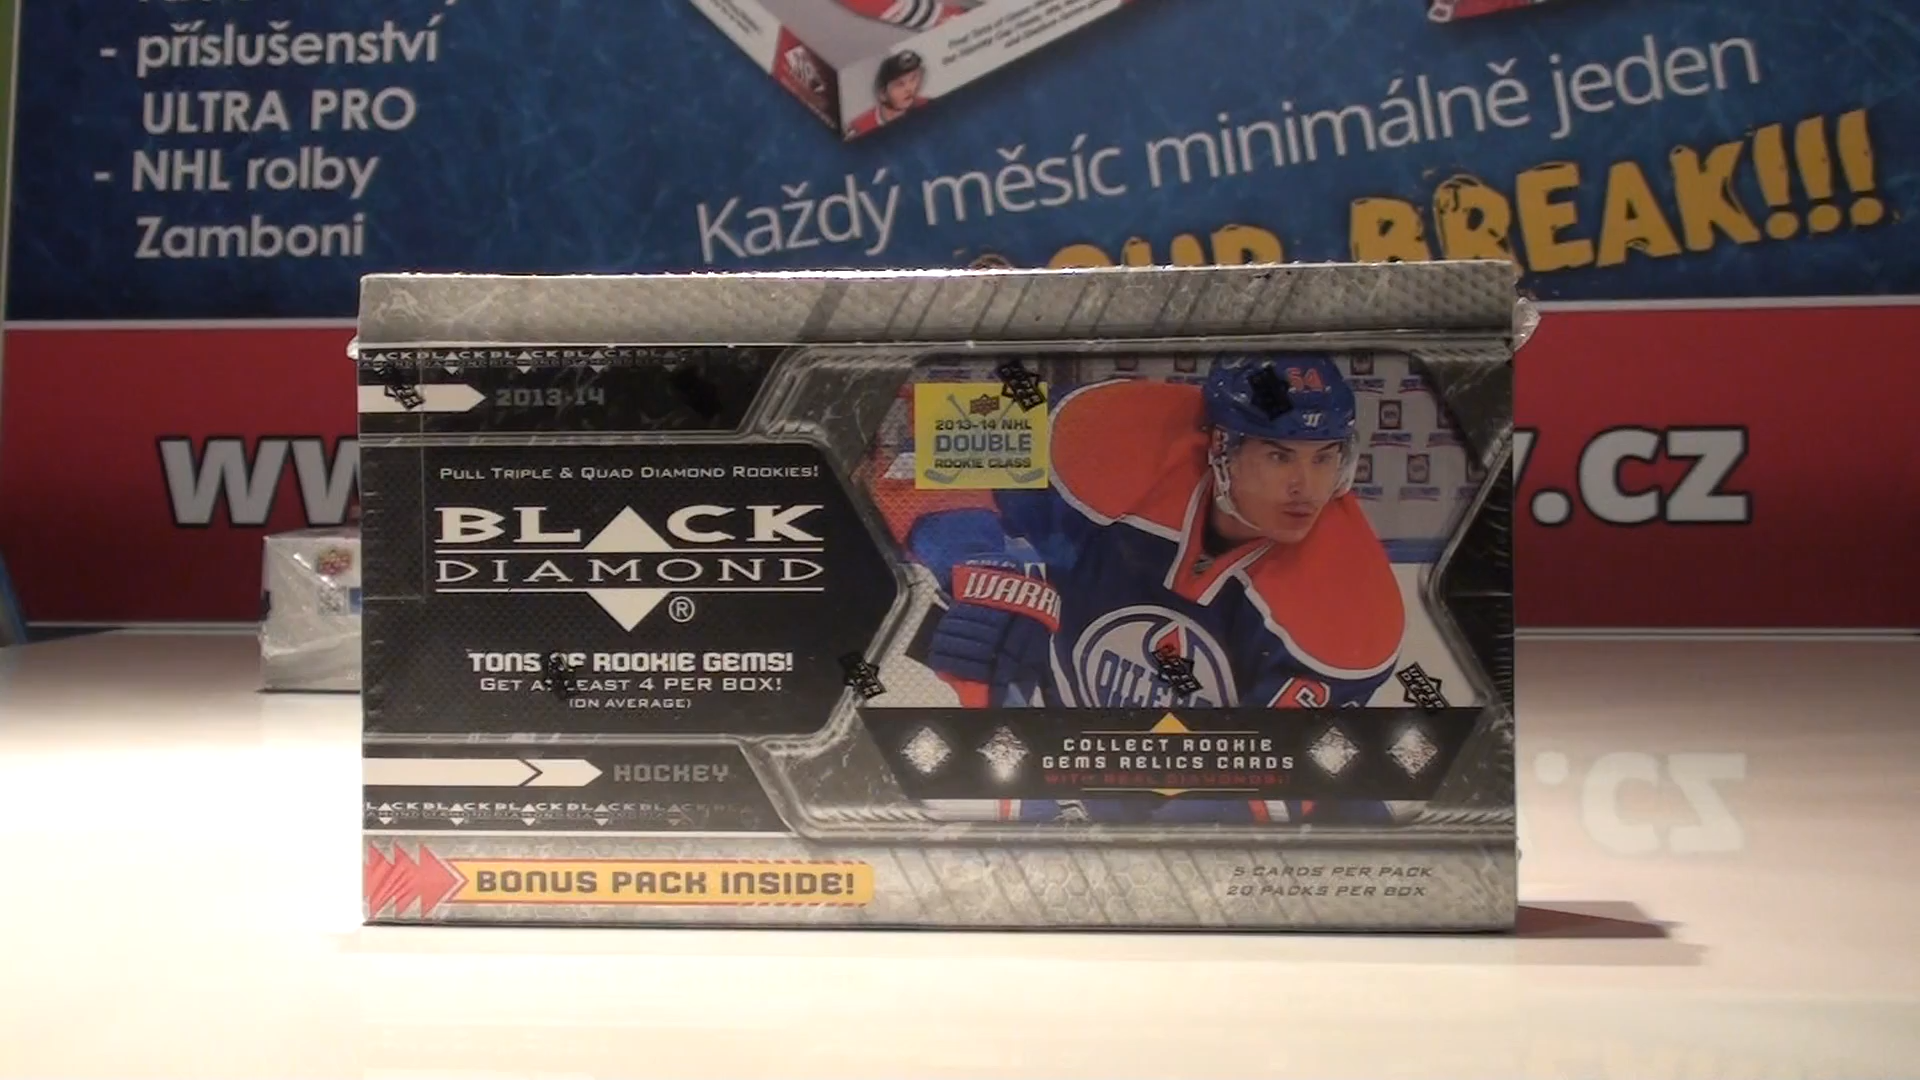 - příslušenství
ULTRA PRO
- NHL rolby
Zamboni
Každý měsíc minimálně jeden
BREAK!!!
ww
.cz
2013-14
PULL TRIPLE & QUAD DIAMOND ROOKIES!
BLACK
DIAMOND®
TONS OF ROOKIE GEMS!
GET AT LEAST 4 PER BOX!
(ON AVERAGE)
HOCKEY
BONUS PACK INSIDE!
2013-14 NHL
DOUBLE
ROOKIE CLASS
54
WARR
OILE
C
COLLECT ROOKIE
GEMS RELICS CARDS
WITH REAL DIAMONDS!
5 CARDS PER PACK
20 PACKS PER BOX